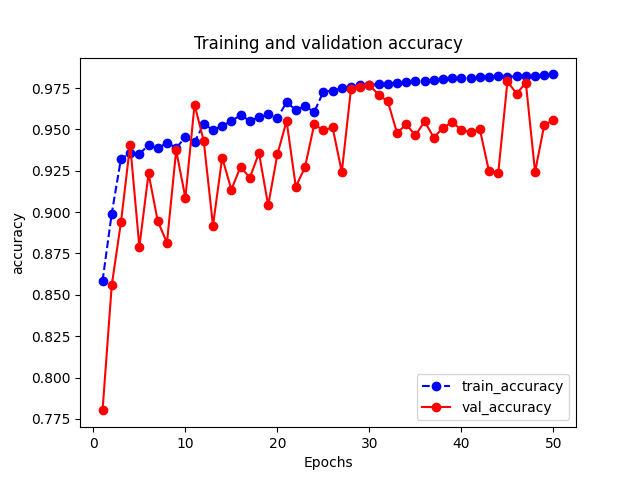 Training and validation accuracy
accuracy
0.975
0.950
0.925
0.900
0.875
0.850
0.825
0.800
0.775
train_accuracy
val_accuracy
0 10 20 30 40 50
Epochs